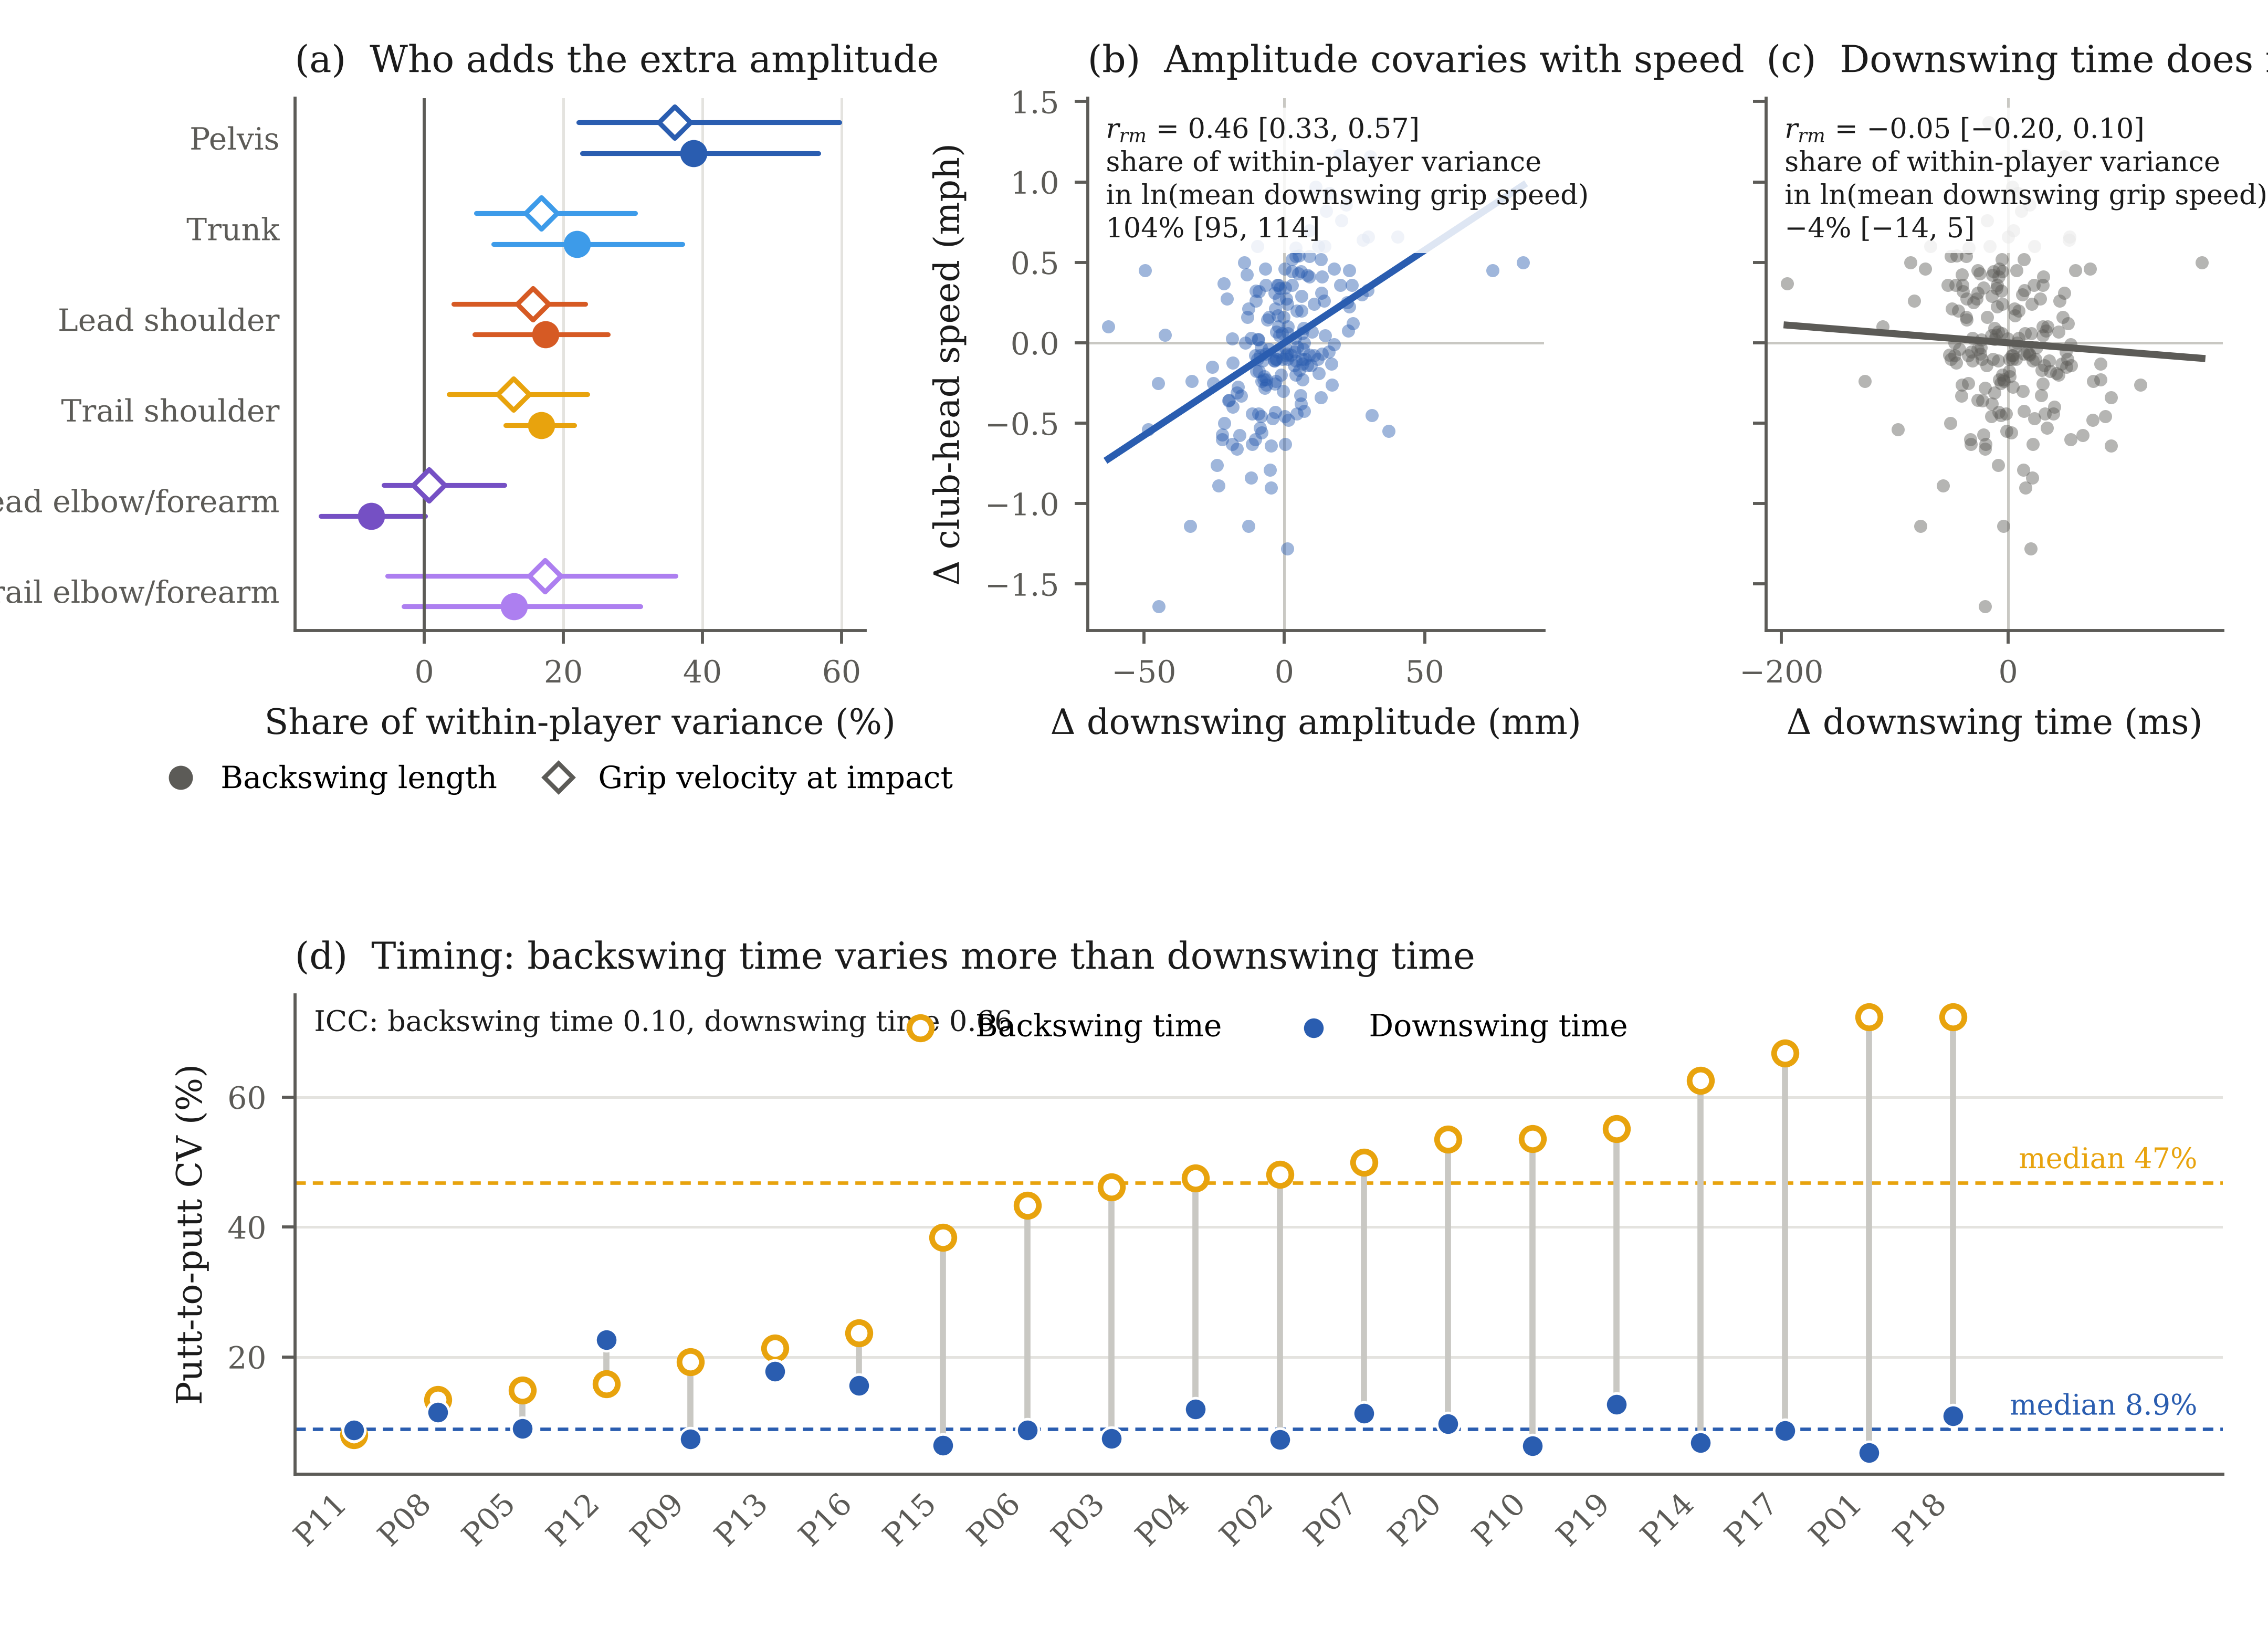 (a) Who adds the extra amplitude
Pelvis
Trunk
Lead shoulder
Trail shoulder
ead elbow/forearm
rail elbow/forearm
0 20 40 60
Share of within-player variance (%)
Backswing length Grip velocity at impact
(b) Amplitude covaries with speed
Δ club-head speed (mph)
1.5
1.0
0.5
0.0
−0.5
−1.0
−1.5
r_rm = 0.46 [0.33, 0.57]
share of within-player variance
in ln(mean downswing grip speed)
104% [95, 114]
−50 0 50
Δ downswing amplitude (mm)
(c) Downswing time does
r_rm = −0.05 [−0.20, 0.10]
share of within-player variance
in ln(mean downswing grip speed)
−4% [−14, 5]
−200 0
Δ downswing time (ms)
(d) Timing: backswing time varies more than downswing time
ICC: backswing time 0.10, downswing time 0.66
Backswing time Downswing time
Putt-to-putt CV (%)
60
40
20
median 47%
median 8.9%
P11 P08 P05 P12 P09 P13 P16 P15 P06 P03 P04 P02 P07 P20 P10 P19 P14 P17 P01 P18